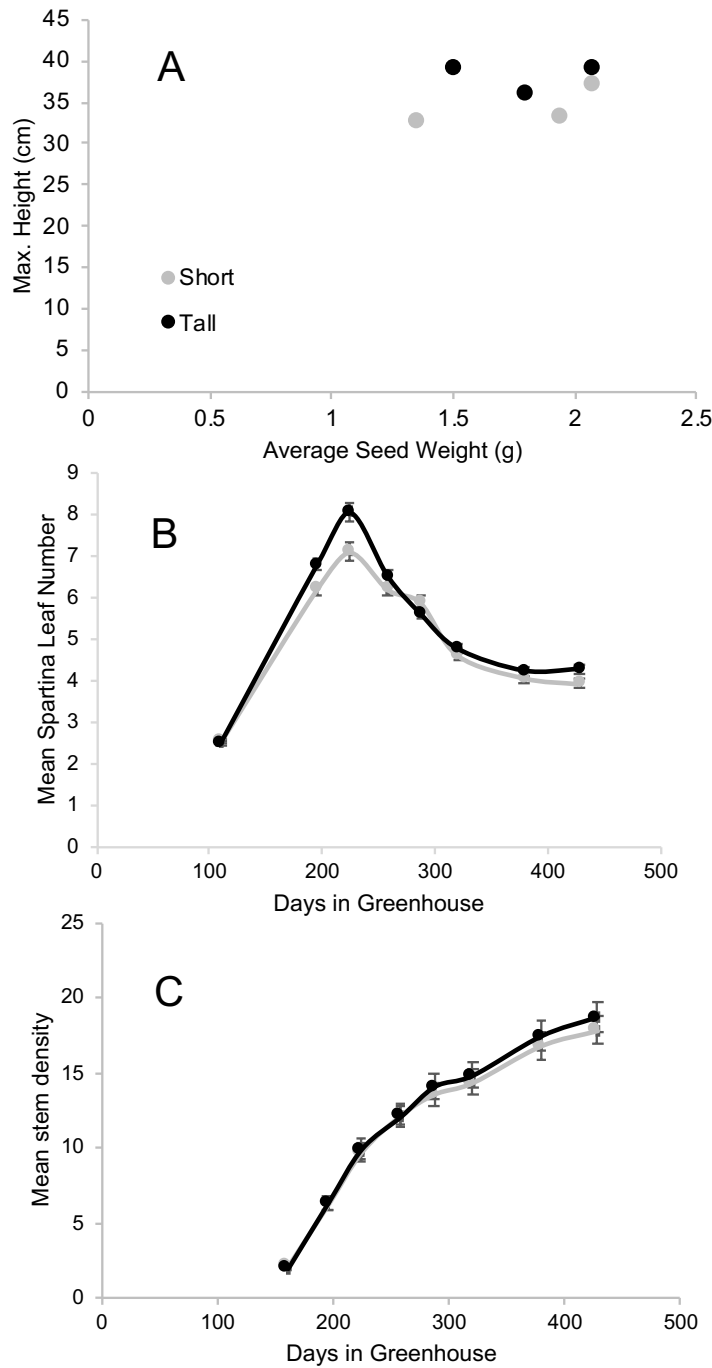 45
40
35
30
25
20
15
10
5
0
Max. Height (cm)
A
Short
Tall
0 0.5 1 1.5 2 2.5
Average Seed Weight (g)
9
8
7
6
5
4
3
2
1
0
Mean Spartina Leaf Number
B
0 100 200 300 400 500
Days in Greenhouse
25
20
15
10
5
0
Mean stem density
C
0 100 200 300 400 500
Days in Greenhouse